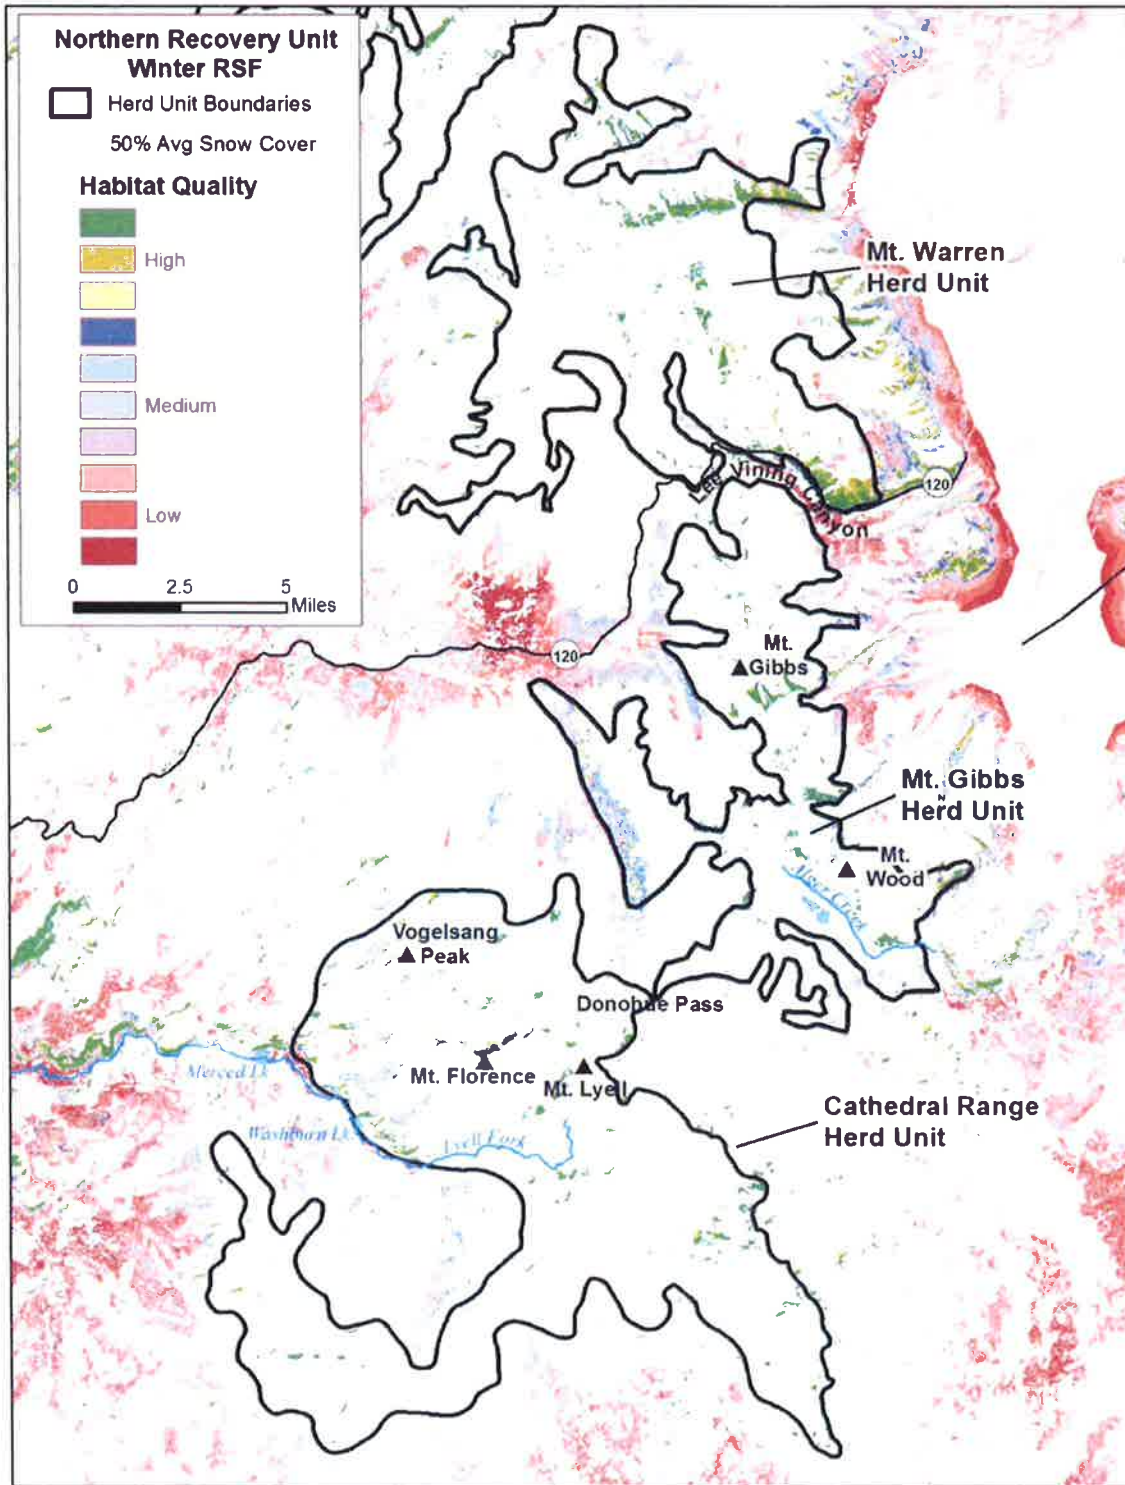 Northern Recovery Unit
Winter RSF
Herd Unit Boundaries
50% Avg Snow Cover
Habitat Quality
High
Medium
Low
0 2.5 5
Miles
Mt. Warren
Herd Unit
Lee Vining Canyon
120
120
Mt.
Gibbs
Mt. Gibbs
Herd Unit
Mt.
Wood
Alger Creek
Vogelsang
Peak
Donohue Pass
Merced Lk
Mt. Florence
Mt. Lyell
Washburn Lk
Lyell Fork
Cathedral Range
Herd Unit